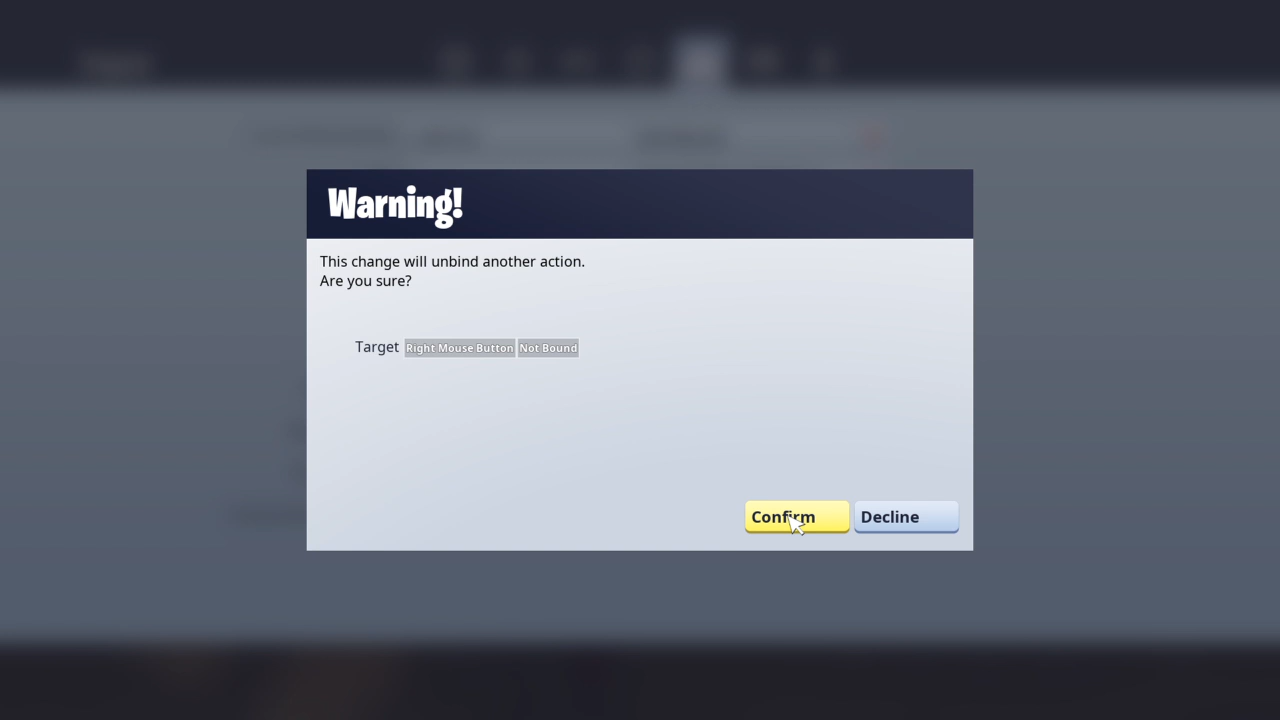 Warning!
This change will unbind another action.
Are you sure?
Target Right Mouse Button Not Bound
Confirm Decline